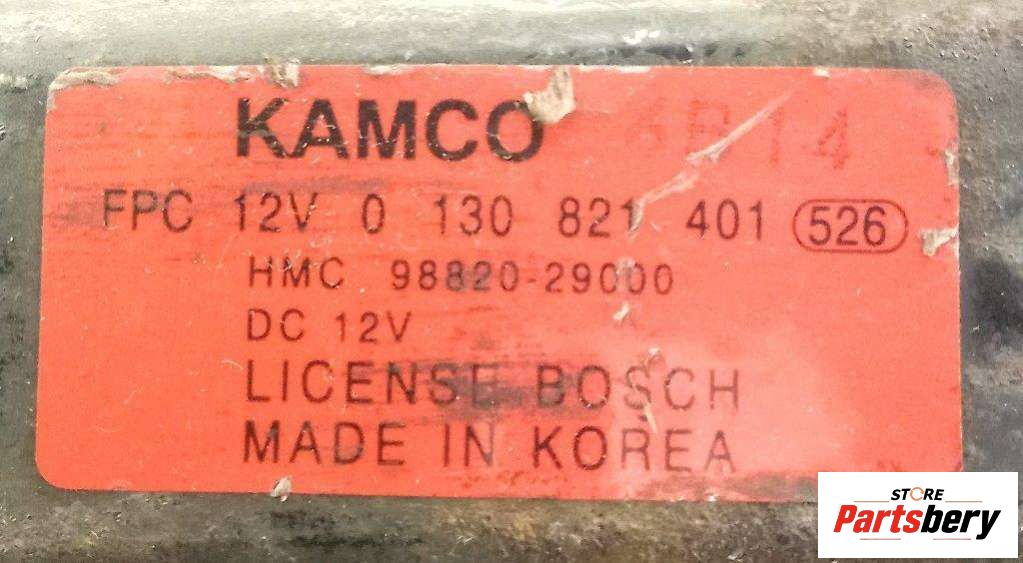 KAMCO 4B14
FPC 12V 0 130 821 401 526
HMC 98820-29000
DC 12V
LICENSE BOSCH
MADE IN KOREA
STORE
Partsbery